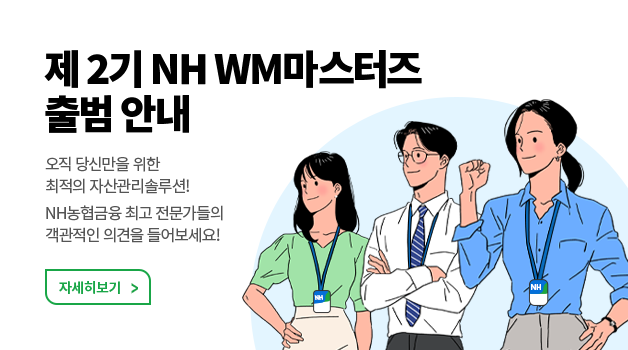 제 2기 NH WM마스터즈
출범 안내
오직 당신만을 위한
최적의 자산관리솔루션!
NH농협금융 최고 전문가들의
객관적인 의견을 들어보세요!
자세히보기 >
NH
NH